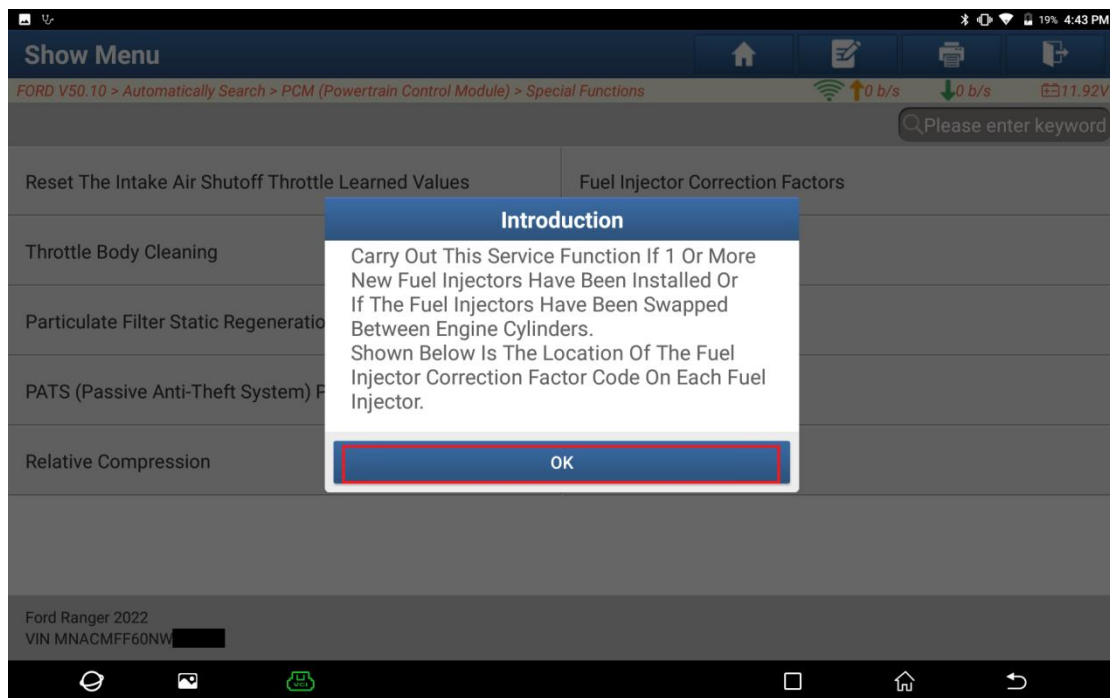 19% 4:43 PM
Show Menu
FORD V50.10 > Automatically Search > PCM (Powertrain Control Module) > Special Functions
0 b/s
0 b/s
11.92V
Please enter keyword
Reset The Intake Air Shutoff Throttle Learned Values
Fuel Injector Correction Factors
Introduction
Throttle Body Cleaning
Carry Out This Service Function If 1 Or More
New Fuel Injectors Have Been Installed Or
If The Fuel Injectors Have Been Swapped
Between Engine Cylinders.
Shown Below Is The Location Of The Fuel
Injector Correction Factor Code On Each Fuel
Injector.
Particulate Filter Static Regeneratio
PATS (Passive Anti-Theft System) P
Relative Compression
OK
Ford Ranger 2022
VIN MNACMFF60NW
VCI